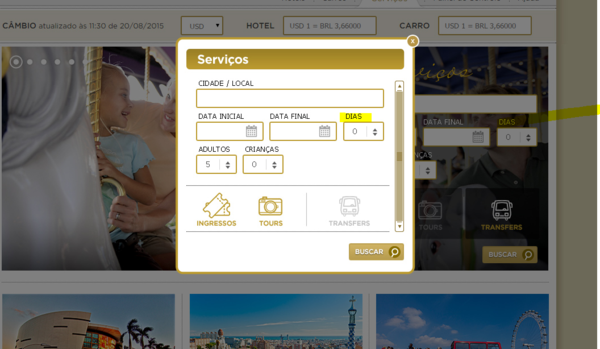 CÂMBIO atualizado às 11:30 de 20/08/2015: USD HOTEL USD 1 = BRL 3,66000 CARRO USD 1 = BRL 3,66000
x
Serviços
CIDADE / LOCAL
DATA INICIAL DATA FINAL DIAS
0
ADULTOS CRIANÇAS
5 0
INGRESSOS TOURS TRANSFERS
BUSCAR
DATA FINAL DIAS
0
TOURS TRANSFERS
BUSCAR